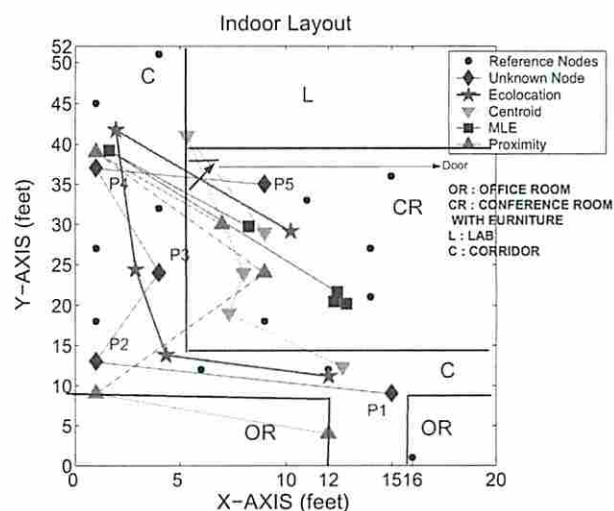 Indoor Layout
52
50
45
40
35
30
25
20
15
10
5
0
Y-AXIS (feet)
0
5
10
12
15
16
20
X-AXIS (feet)
C
L
CR
C
OR
OR
P5
P4
P3
P2
P1
Reference Nodes
Unknown Node
Ecolocation
Centroid
MLE
Proximity
Door
OR : OFFICE ROOM
CR : CONFERENCE ROOM
WITH FURNITURE
L : LAB
C : CORRIDOR